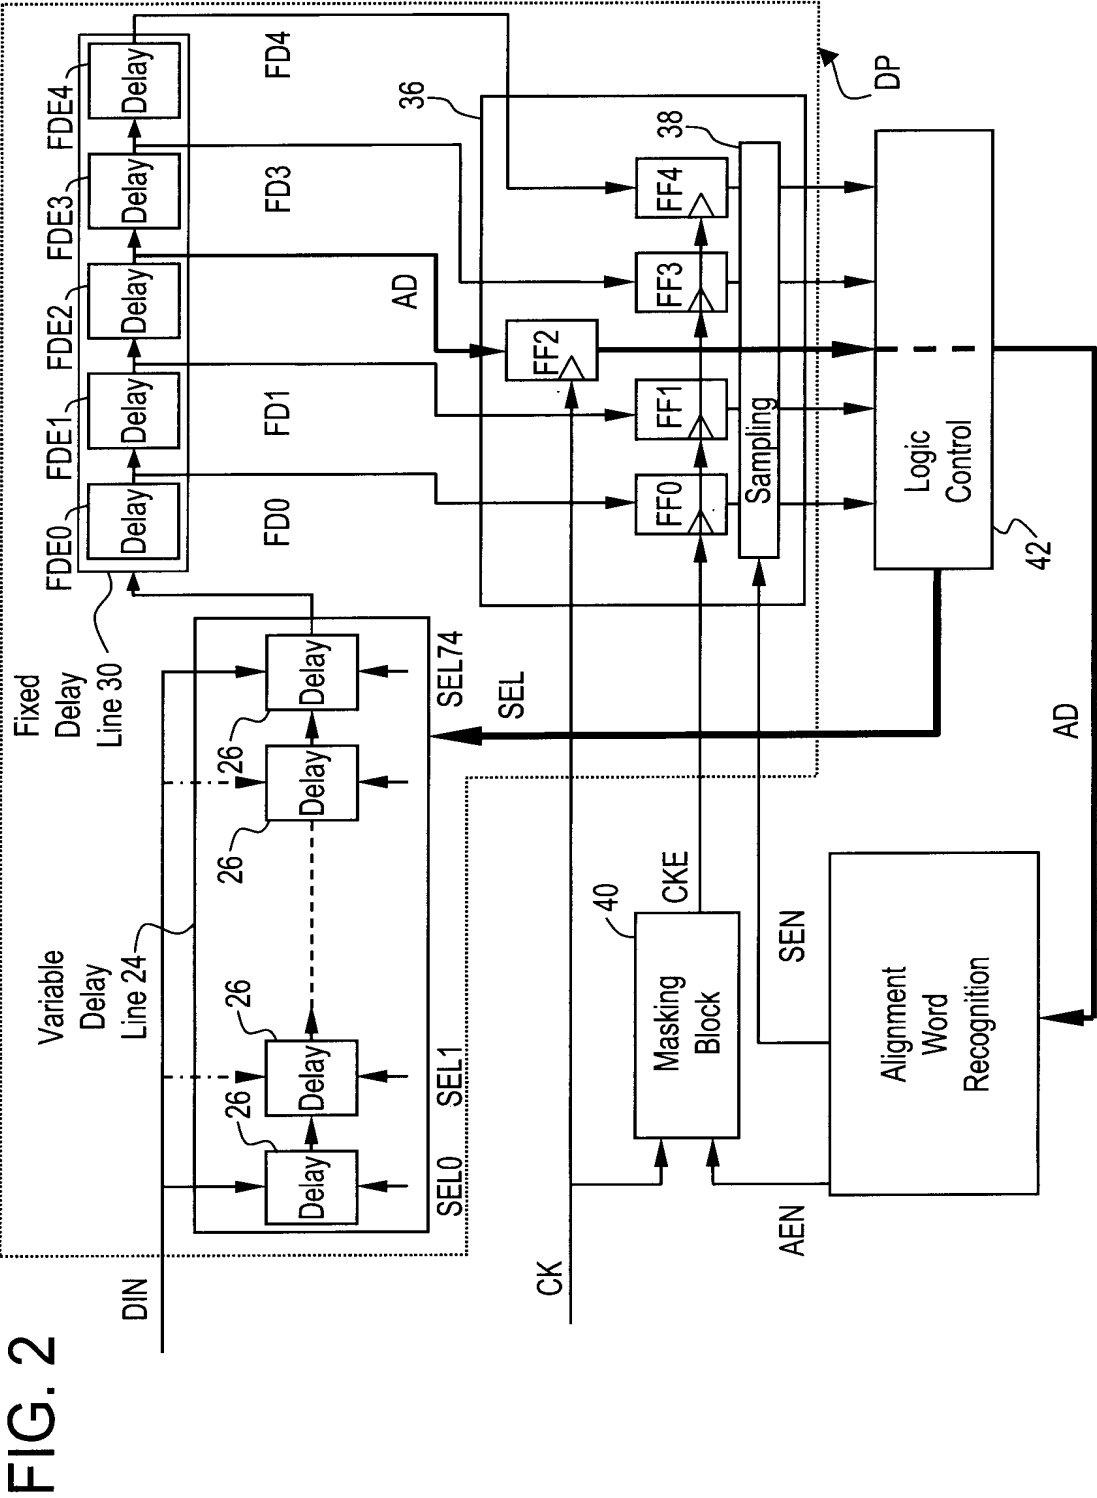 FIG. 2
DIN
Variable
Delay
Line 24
Fixed
Delay
Line 30
FDE0
FDE1
FDE2
FDE3
FDE4
Delay
Delay
Delay
Delay
Delay
26
26
26
26
Delay
Delay
Delay
Delay
SEL0
SEL1
SEL74
SEL
FD0
FD1
AD
FD3
FD4
36
38
FF0
FF1
FF2
FF3
FF4
Sampling
DP
CK
40
Masking
Block
CKE
AEN
SEN
Alignment
Word
Recognition
Logic
Control
42
AD